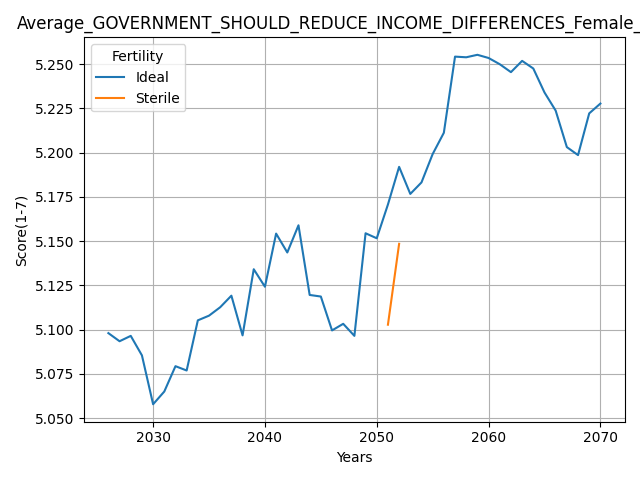 Average_GOVERNMENT_SHOULD_REDUCE_INCOME_DIFFERENCES_Female_
Fertility
Ideal
Sterile
5.250
5.225
5.200
5.175
5.150
5.125
5.100
5.075
5.050
Score(1-7)
2030 2040 2050 2060 2070
Years